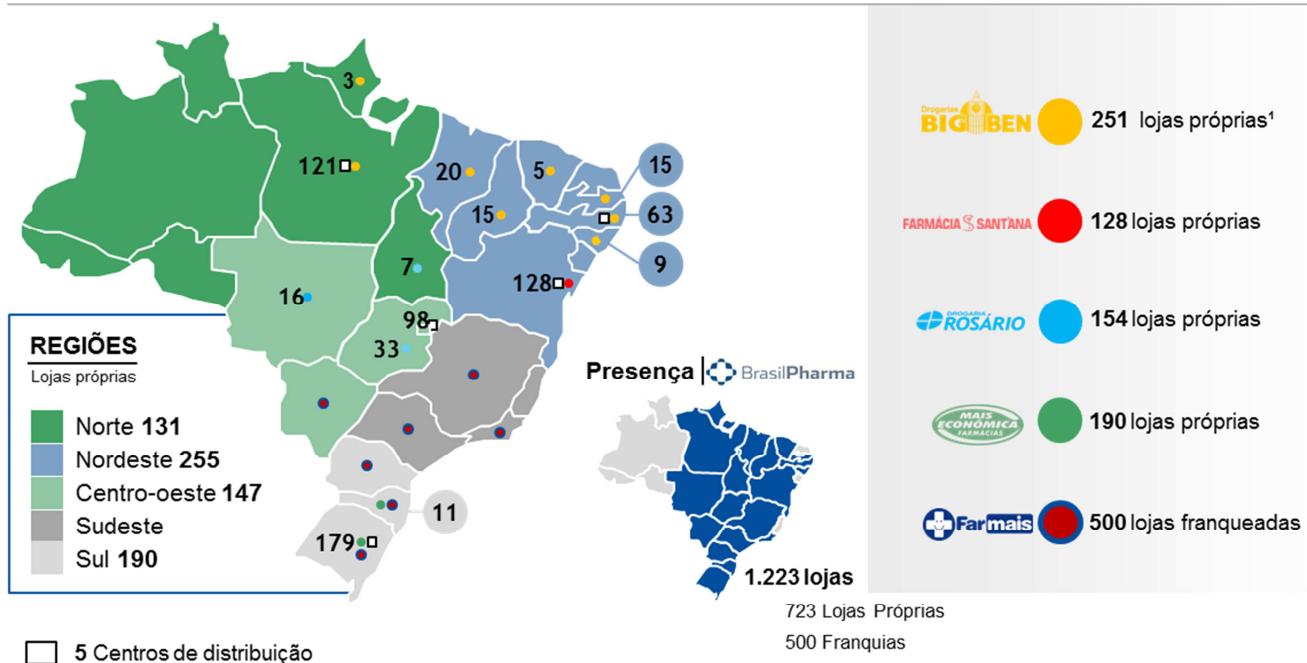 3
121
20
5
15
15
63
9
7
128
16
98
33
REGIÕES
Lojas próprias
Norte 131
Nordeste 255
Centro-oeste 147
Sudeste
Sul 190
11
179
5 Centros de distribuição
Presença BrasilPharma
1.223 lojas
723 Lojas Próprias
500 Franquias
Drogarias
BIG BEN
251 lojas próprias¹
FARMÁCIA SANTANA
128 lojas próprias
DROGARIA
ROSÁRIO
154 lojas próprias
MAIS
ECONÔMICA
FARMÁCIAS
190 lojas próprias
Farmais
500 lojas franqueadas